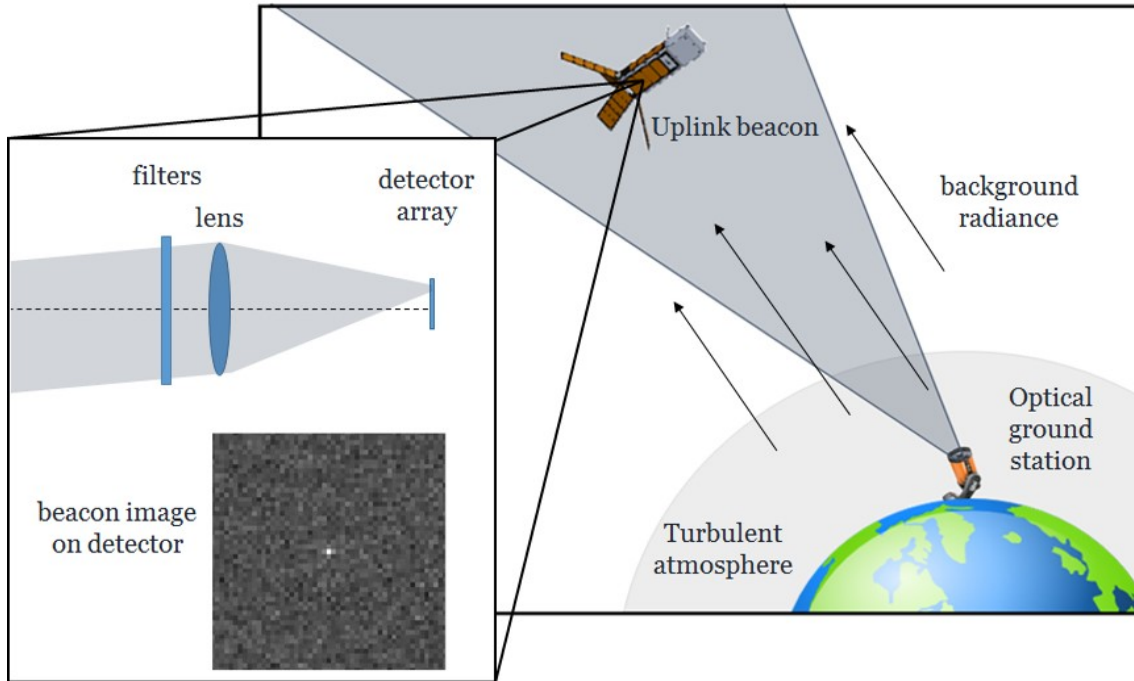 Uplink beacon
background
radiance
Optical
ground
station
Turbulent
atmosphere
filters
lens
detector
array
beacon image
on detector